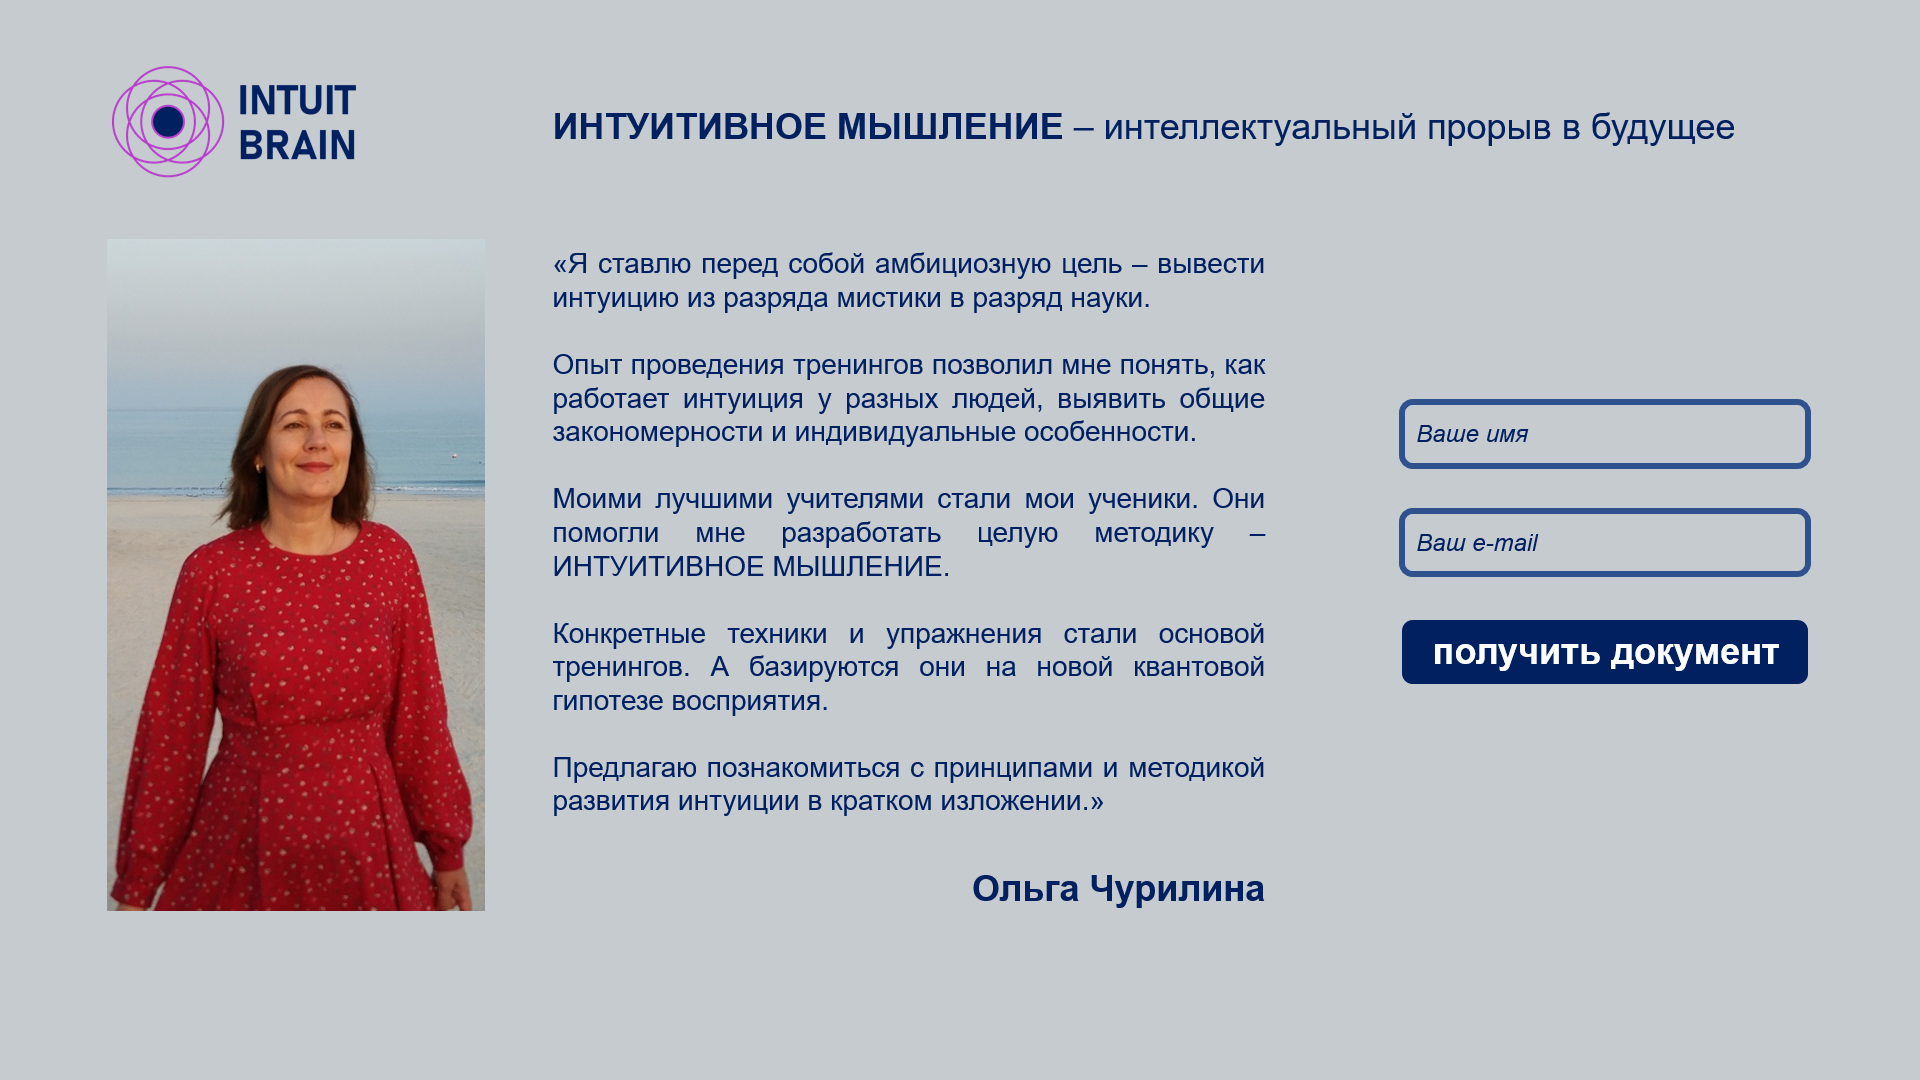 INTUIT
BRAIN
ИНТУИТИВНОЕ МЫШЛЕНИЕ – интеллектуальный прорыв в будущее
«Я ставлю перед собой амбициозную цель – вывести
интуицию из разряда мистики в разряд науки.
Опыт проведения тренингов позволил мне понять, как
работает интуиция у разных людей, выявить общие
закономерности и индивидуальные особенности.
Моими лучшими учителями стали мои ученики. Они
помогли мне разработать целую методику –
ИНТУИТИВНОЕ МЫШЛЕНИЕ.
Конкретные техники и упражнения стали основой
тренингов. А базируются они на новой квантовой
гипотезе восприятия.
Предлагаю познакомиться с принципами и методикой
развития интуиции в кратком изложении.»
Ольга Чурилина
Ваше имя
Ваш e-mail
получить документ